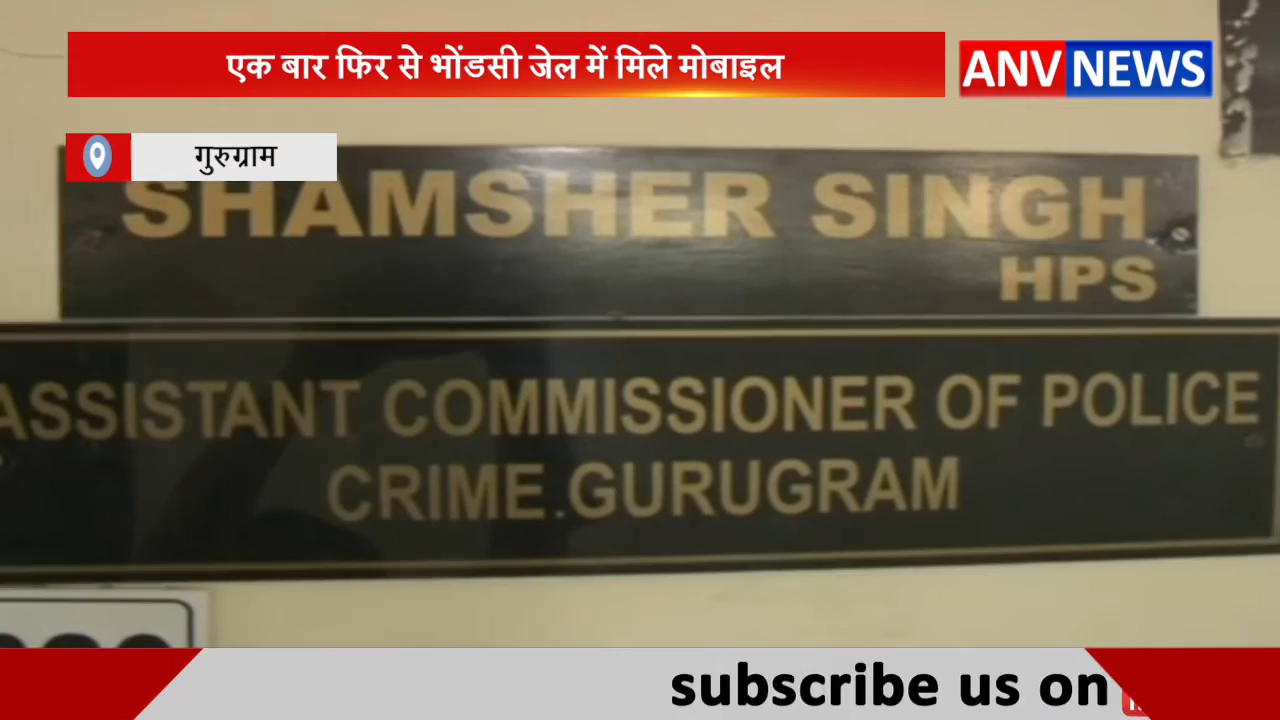 एक बार फिर से भोंडसी जेल में मिले मोबाइल
ANV NEWS
गुरुग्राम
SHAMSHER SINGH
HPS
ASSISTANT COMMISSIONER OF POLICE
CRIME GURUGRAM
subscribe us on